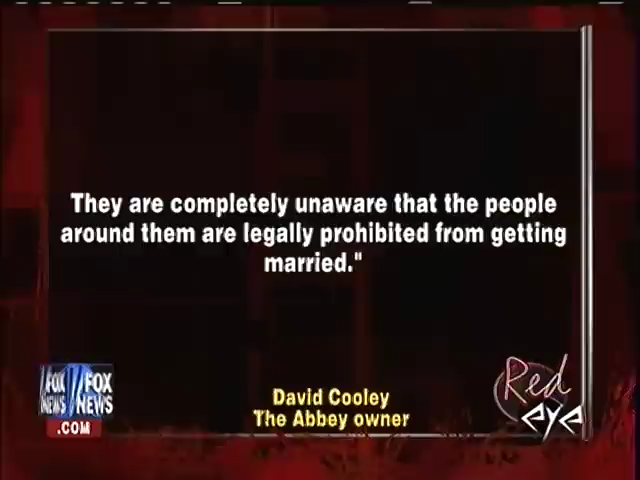 They are completely unaware that the people
around them are legally prohibited from getting
married."
David Cooley
The Abbey owner
FOX NEWS
FOX NEWS
.COM
Red
eye